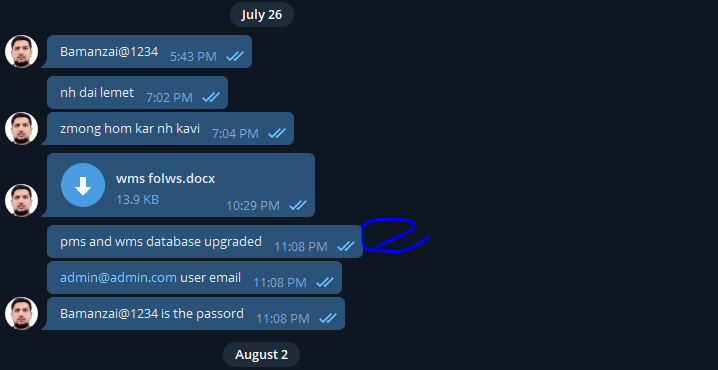 July 26
Bamanzai@1234 5:43 PM
nh dai lemet 7:02 PM
zmong hom kar nh kavi 7:04 PM
wms folws.docx
13.9 KB 10:29 PM
pms and wms database upgraded 11:08 PM
admin@admin.com user email 11:08 PM
Bamanzai@1234 is the passord 11:08 PM
August 2